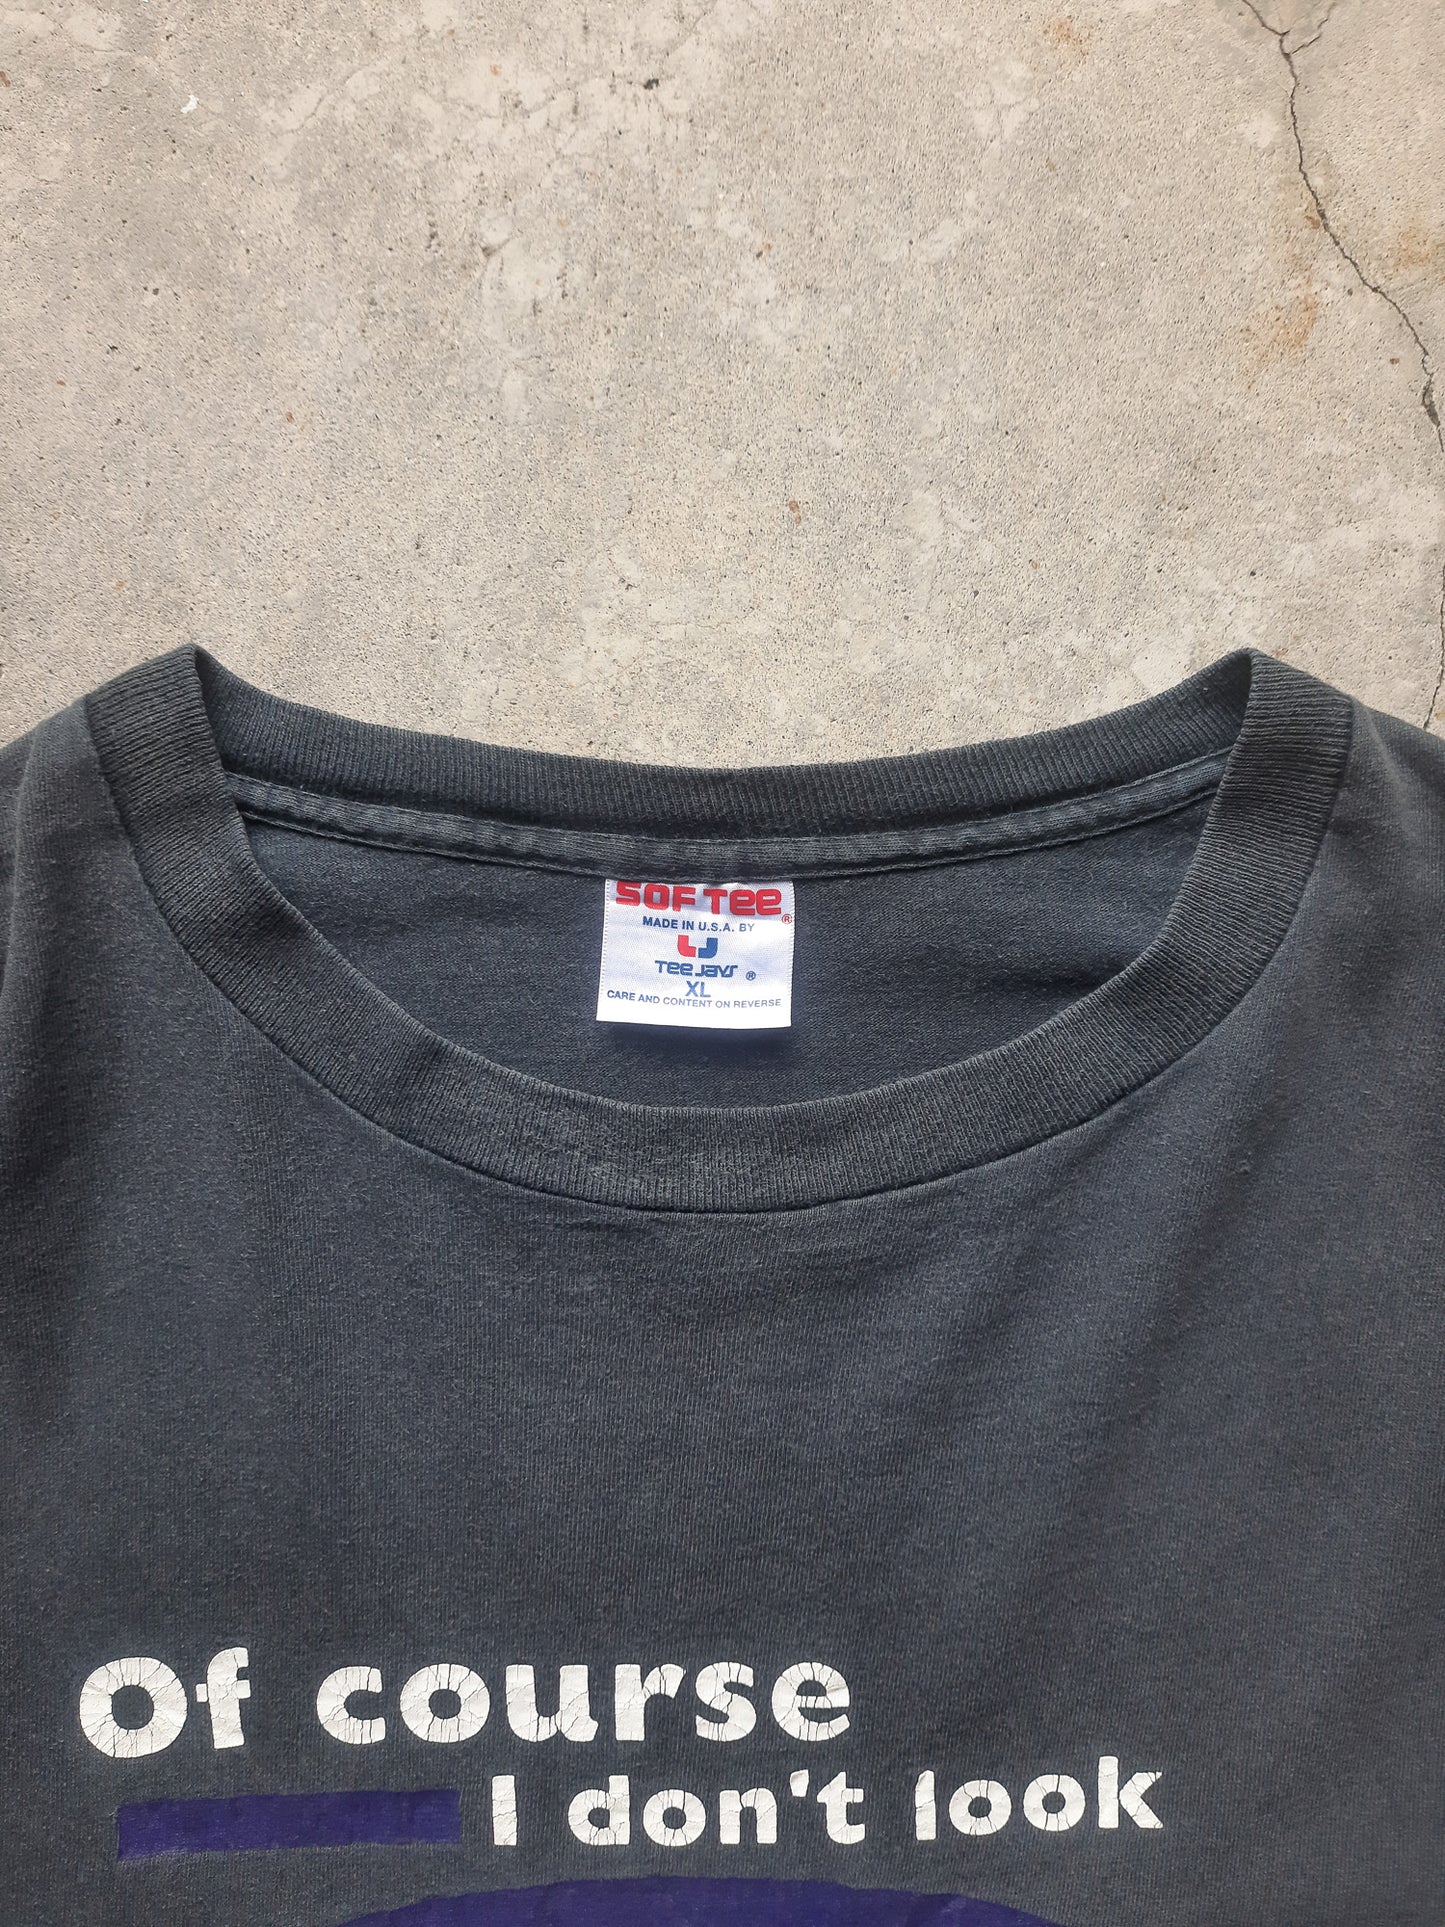 SOF TEE ®
MADE IN U.S.A. BY
TEE JAYS ®
XL
CARE AND CONTENT ON REVERSE
Of course
I don't look